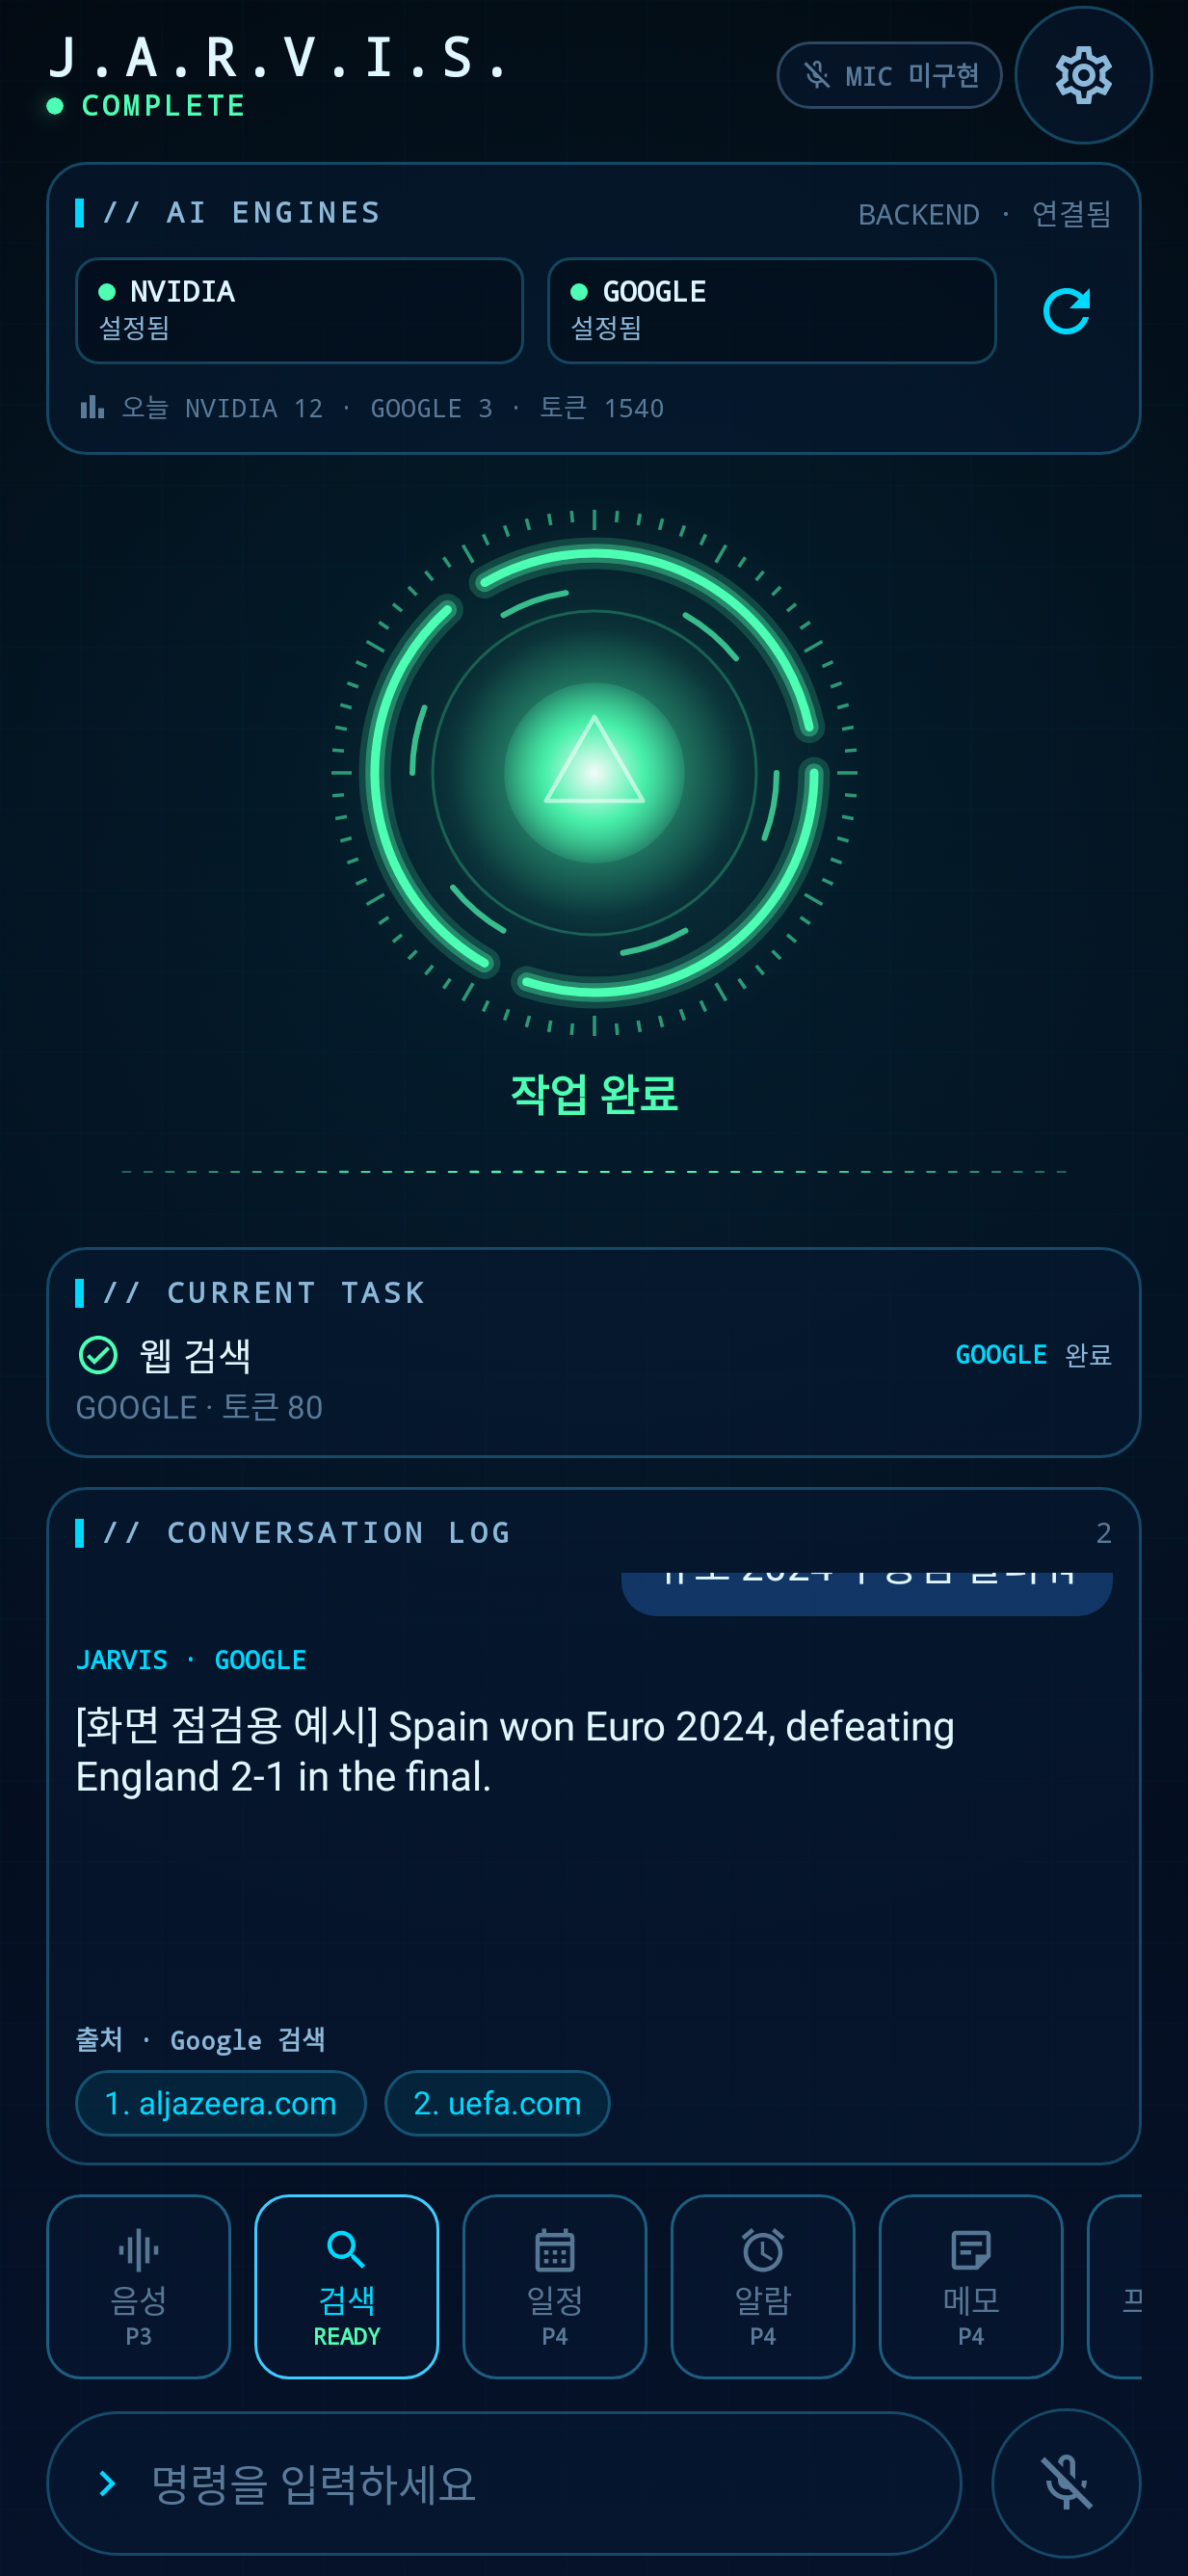 J.A.R.V.I.S.
COMPLETE
MIC 미구현
// AI ENGINES
BACKEND · 연결됨
NVIDIA
설정됨
GOOGLE
설정됨
오늘 NVIDIA 12 · GOOGLE 3 · 토큰 1540
작업 완료
// CURRENT TASK
웹 검색
GOOGLE 완료
GOOGLE · 토큰 80
// CONVERSATION LOG
2
2024
JARVIS · GOOGLE
[화면 점검용 예시] Spain won Euro 2024, defeating
England 2-1 in the final.
출처 · Google 검색
1. aljazeera.com
2. uefa.com
음성
P3
검색
READY
일정
P4
알람
P4
메모
P4
명령을 입력하세요